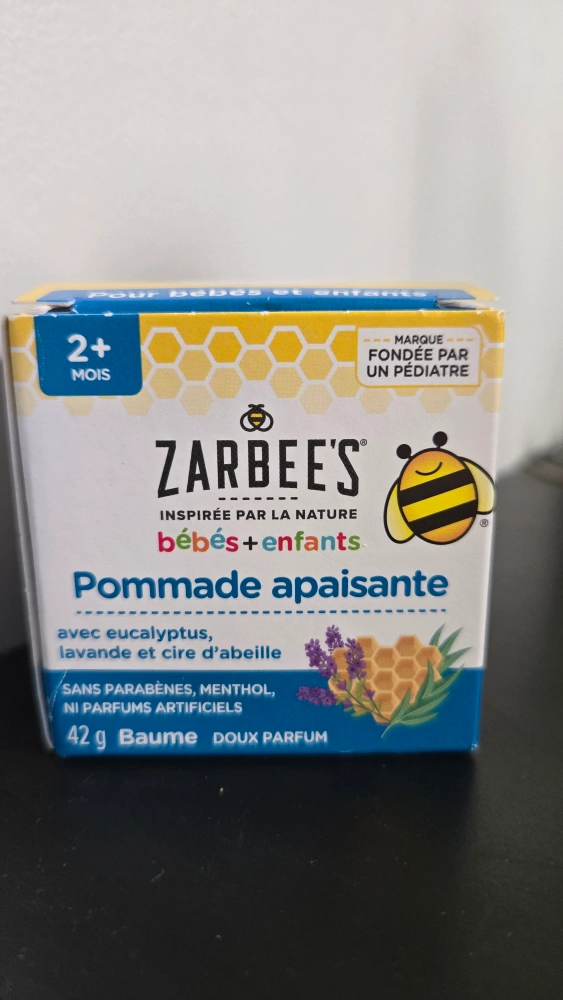 Pour bébés et enfants
2+
MOIS
MARQUE
FONDÉE PAR
UN PÉDIATRE
ZARBEE'S®
INSPIRÉE PAR LA NATURE
bébés+enfants
®
Pommade apaisante
avec eucalyptus,
lavande et cire d'abeille
SANS PARABÈNES, MENTHOL,
NI PARFUMS ARTIFICIELS
42 g Baume DOUX PARFUM